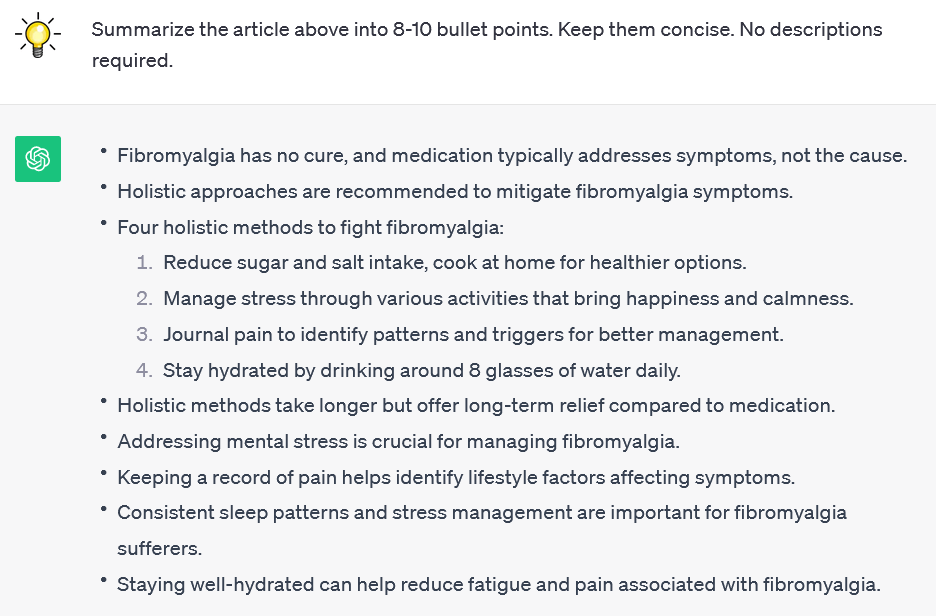 Summarize the article above into 8-10 bullet points. Keep them concise. No descriptions
required.
• Fibromyalgia has no cure, and medication typically addresses symptoms, not the cause.
• Holistic approaches are recommended to mitigate fibromyalgia symptoms.
• Four holistic methods to fight fibromyalgia:
1. Reduce sugar and salt intake, cook at home for healthier options.
2. Manage stress through various activities that bring happiness and calmness.
3. Journal pain to identify patterns and triggers for better management.
4. Stay hydrated by drinking around 8 glasses of water daily.
• Holistic methods take longer but offer long-term relief compared to medication.
• Addressing mental stress is crucial for managing fibromyalgia.
• Keeping a record of pain helps identify lifestyle factors affecting symptoms.
• Consistent sleep patterns and stress management are important for fibromyalgia
sufferers.
• Staying well-hydrated can help reduce fatigue and pain associated with fibromyalgia.